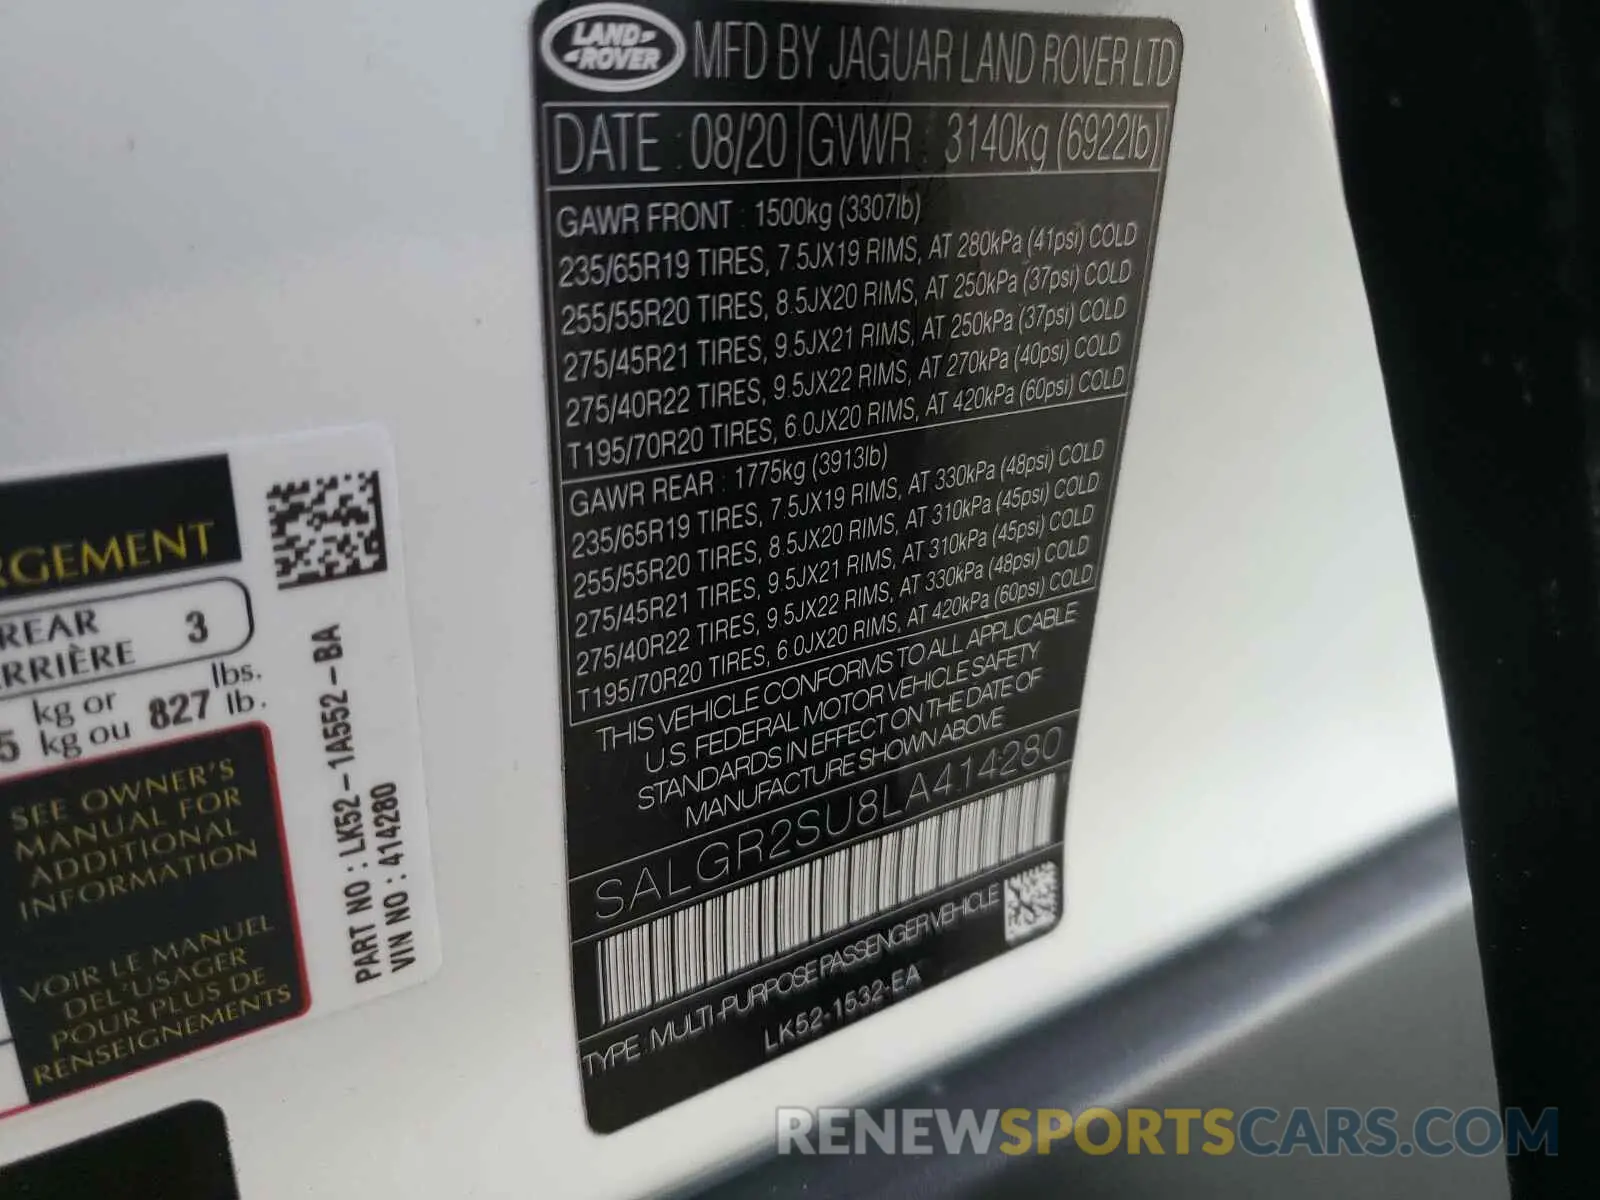 LAND
ROVER
MFD BY JAGUAR LAND ROVER LTD
DATE : 08/20 GVWR : 3140kg (6922lb)
GAWR FRONT : 1500kg (3307lb)
235/65R19 TIRES, 7.5JX19 RIMS, AT 280kPa (41psi) COLD
255/55R20 TIRES, 8.5JX20 RIMS, AT 250kPa (37psi) COLD
275/45R21 TIRES, 9.5JX21 RIMS, AT 250kPa (37psi) COLD
275/40R22 TIRES, 9.5JX22 RIMS, AT 270kPa (40psi) COLD
T195/70R20 TIRES, 6.0JX20 RIMS, AT 420kPa (60psi) COLD
GAWR REAR : 1775kg (3913lb)
235/65R19 TIRES, 7.5JX19 RIMS, AT 330kPa (48psi) COLD
255/55R20 TIRES, 8.5JX20 RIMS, AT 310kPa (45psi) COLD
275/45R21 TIRES, 9.5JX21 RIMS, AT 310kPa (45psi) COLD
275/40R22 TIRES, 9.5JX22 RIMS, AT 330kPa (48psi) COLD
T195/70R20 TIRES, 6.0JX20 RIMS, AT 420kPa (60psi) COLD
THIS VEHICLE CONFORMS TO ALL APPLICABLE
U.S. FEDERAL MOTOR VEHICLE SAFETY
STANDARDS IN EFFECT ON THE DATE OF
MANUFACTURE SHOWN ABOVE
SALGR2SU8LA414280
TYPE : MULTI-PURPOSE PASSENGER VEHICLE
LK52-1532-EA
RGEMENT
REAR 3
RRIÈRE
kg or 827 lbs.
5 kg ou lb.
SEE OWNER'S
MANUAL FOR
ADDITIONAL
INFORMATION
VOIR LE MANUEL
DEL'USAGER
POUR PLUS DE
RENSEIGNEMENTS
PART NO : LK52-1A552-BA
VIN NO : 414280
RENEWSPORTSCARS.COM